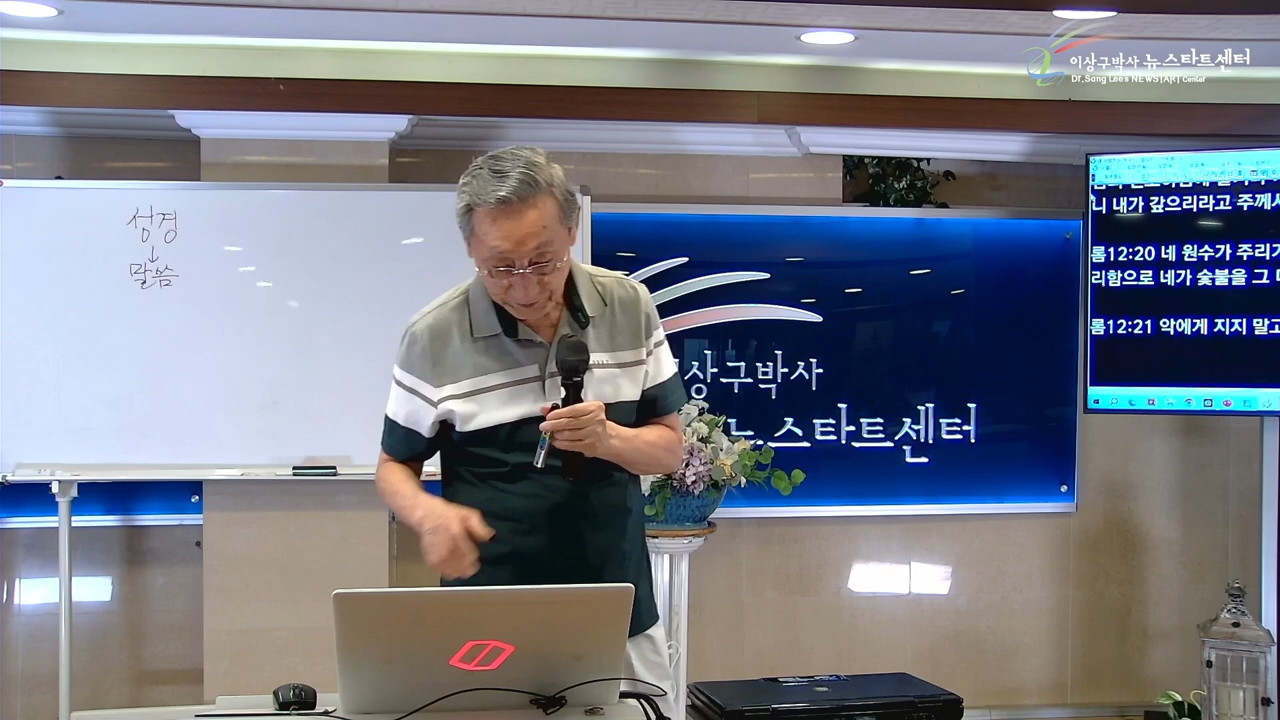 이상구박사 뉴스타트센터
Dr.Sang Lee's NEWSTART Center
성경
↓
말씀
니 내가 갚으리라고 주께서
롬12:20 네 원수가 주리거
리함으로 네가 숯불을 그 머
롬12:21 악에게 지지 말고
상구박사
뉴스타트센터